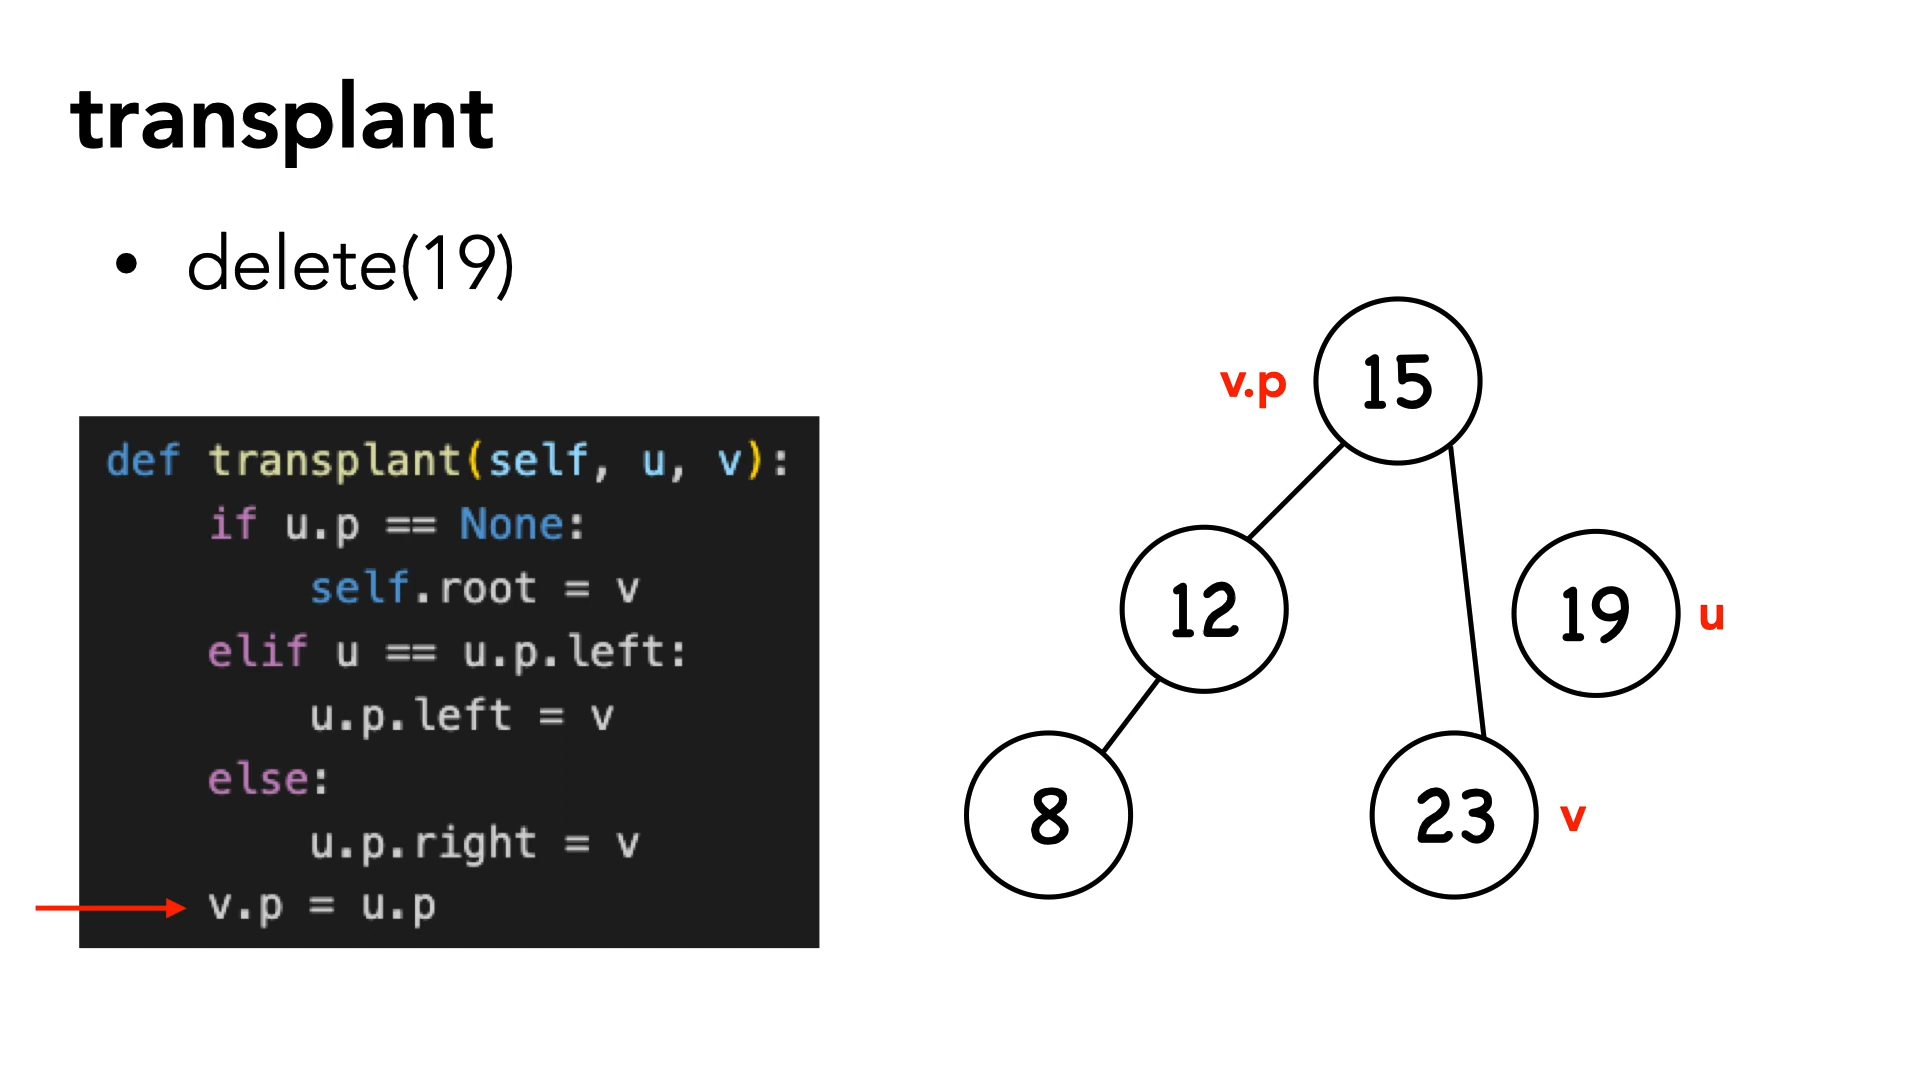 transplant
• delete(19)
def transplant(self, u, v):
    if u.p == None:
        self.root = v
    elif u == u.p.left:
        u.p.left = v
    else:
        u.p.right = v
    v.p = u.p
v.p 15
12
19 u
8
23 v